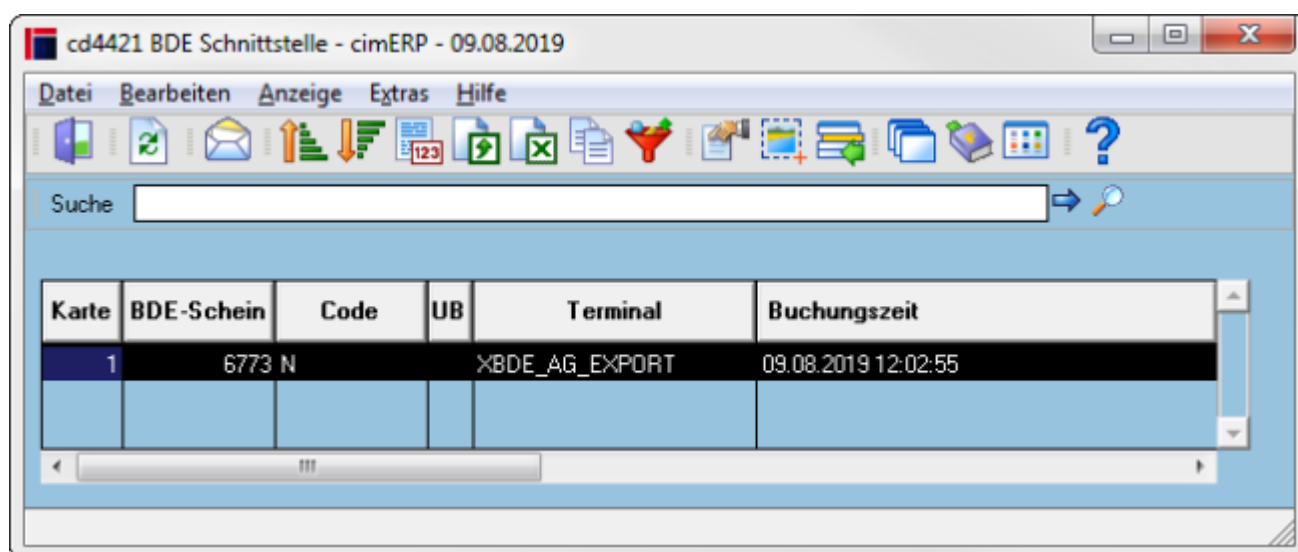 cd4421 BDE Schnittstelle - cimERP - 09.08.2019
Datei Bearbeiten Anzeige Extras Hilfe
123
Suche
Karte BDE-Schein Code UB Terminal Buchungszeit
1 6773 N XBDE_AG_EXPORT 09.08.2019 12:02:55